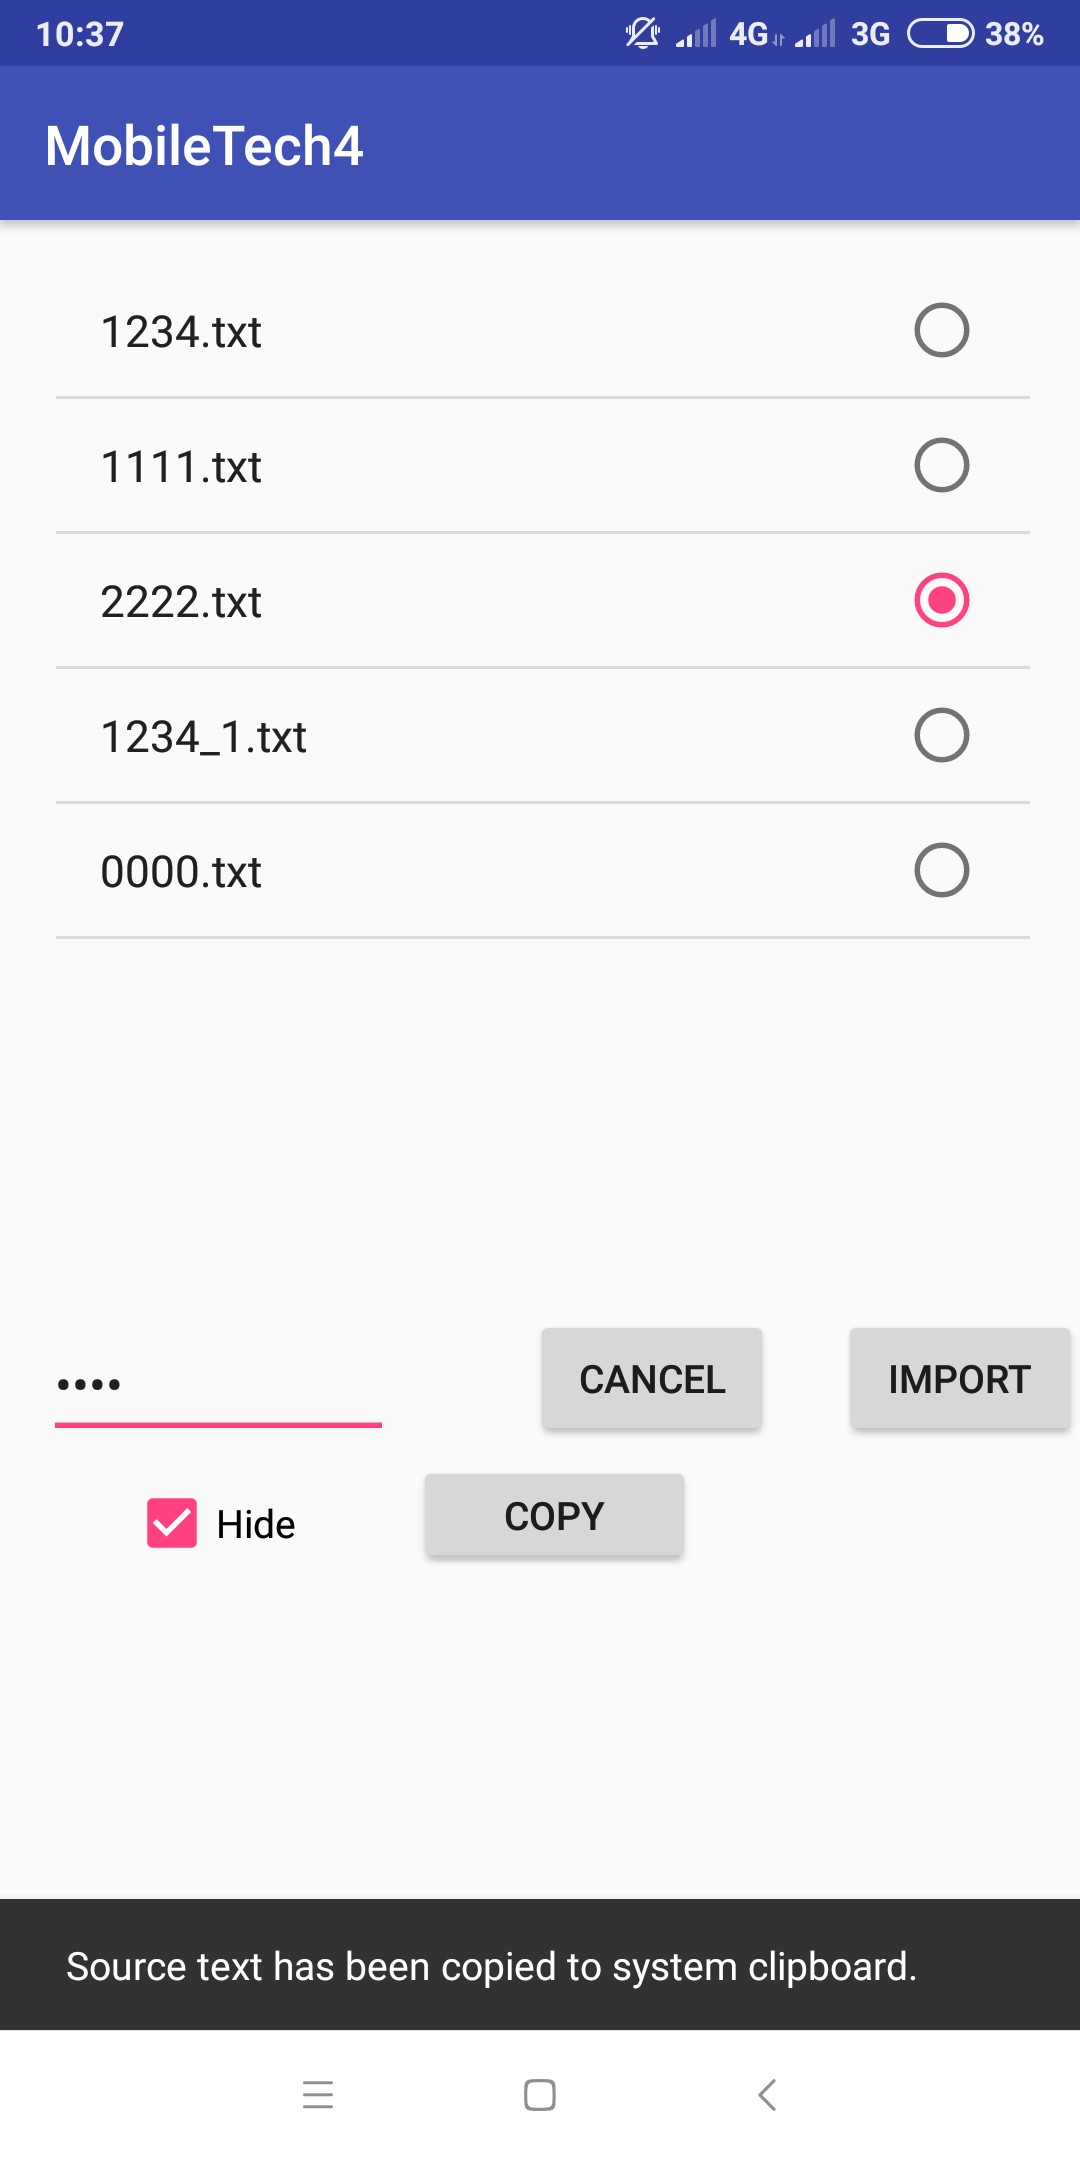 10:37 4G 3G 38%
MobileTech4
1234.txt
1111.txt
2222.txt
1234_1.txt
0000.txt
•••• CANCEL IMPORT
Hide COPY
Source text has been copied to system clipboard.